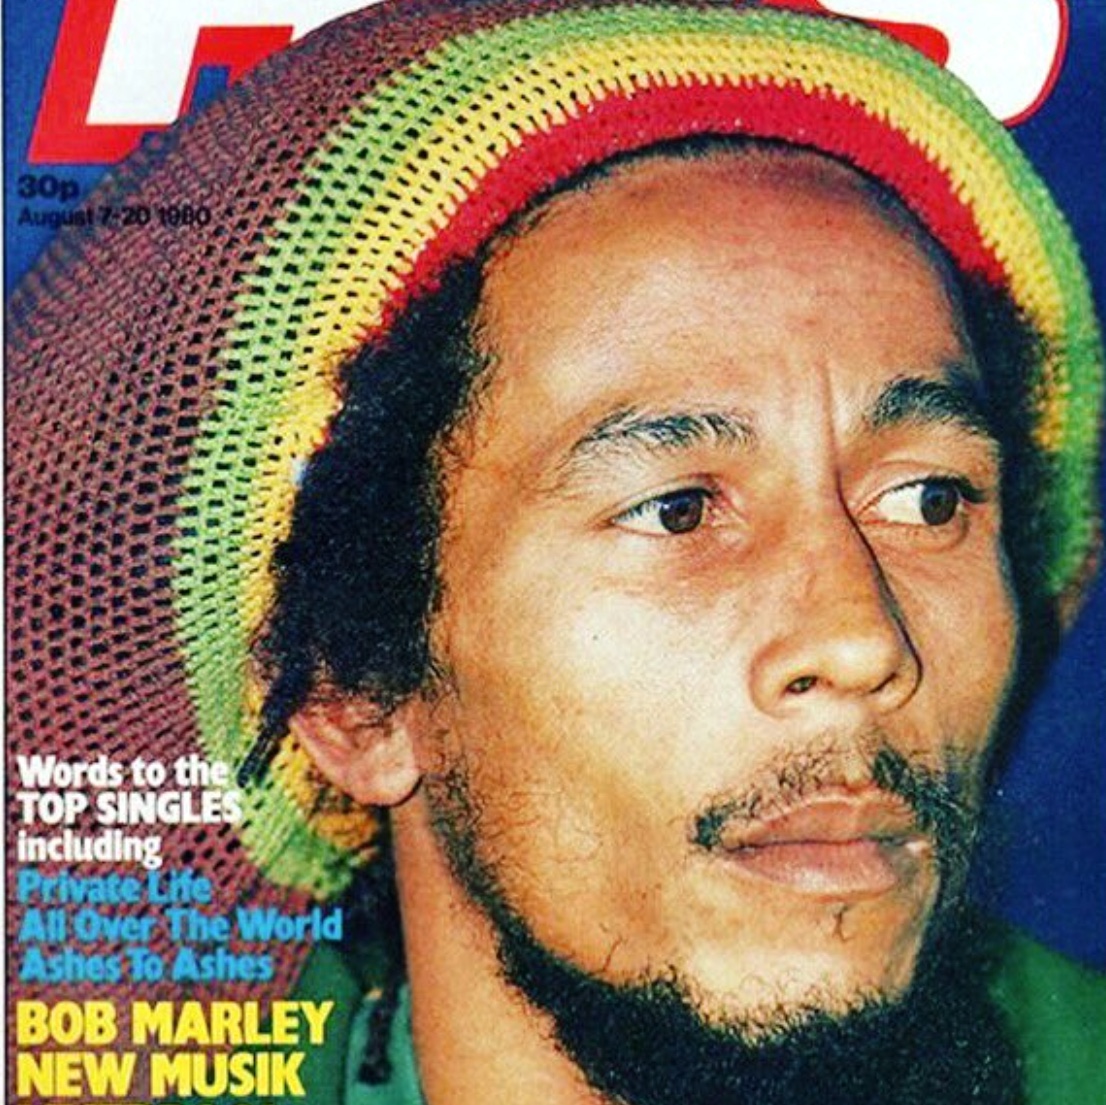 30p
August 7-20 1980
Words to the
TOP SINGLES
including
Private Life
All Over The World
Ashes To Ashes
BOB MARLEY
NEW MUSIK